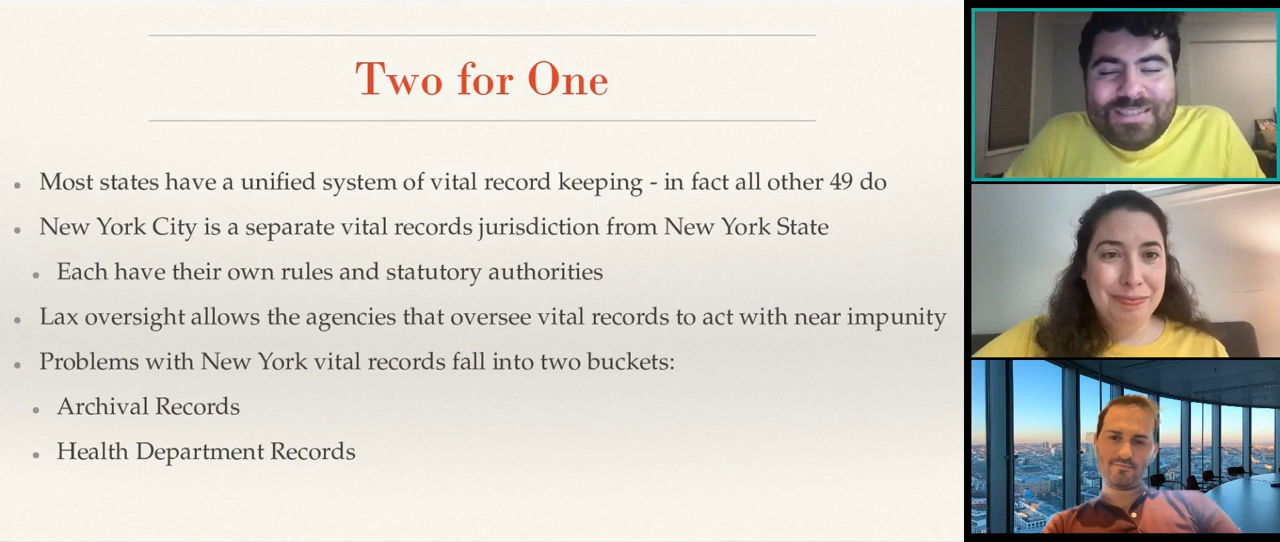 Two for One
Most states have a unified system of vital record keeping - in fact all other 49 do
New York City is a separate vital records jurisdiction from New York State
Each have their own rules and statutory authorities
Lax oversight allows the agencies that oversee vital records to act with near impunity
Problems with New York vital records fall into two buckets:
Archival Records
Health Department Records